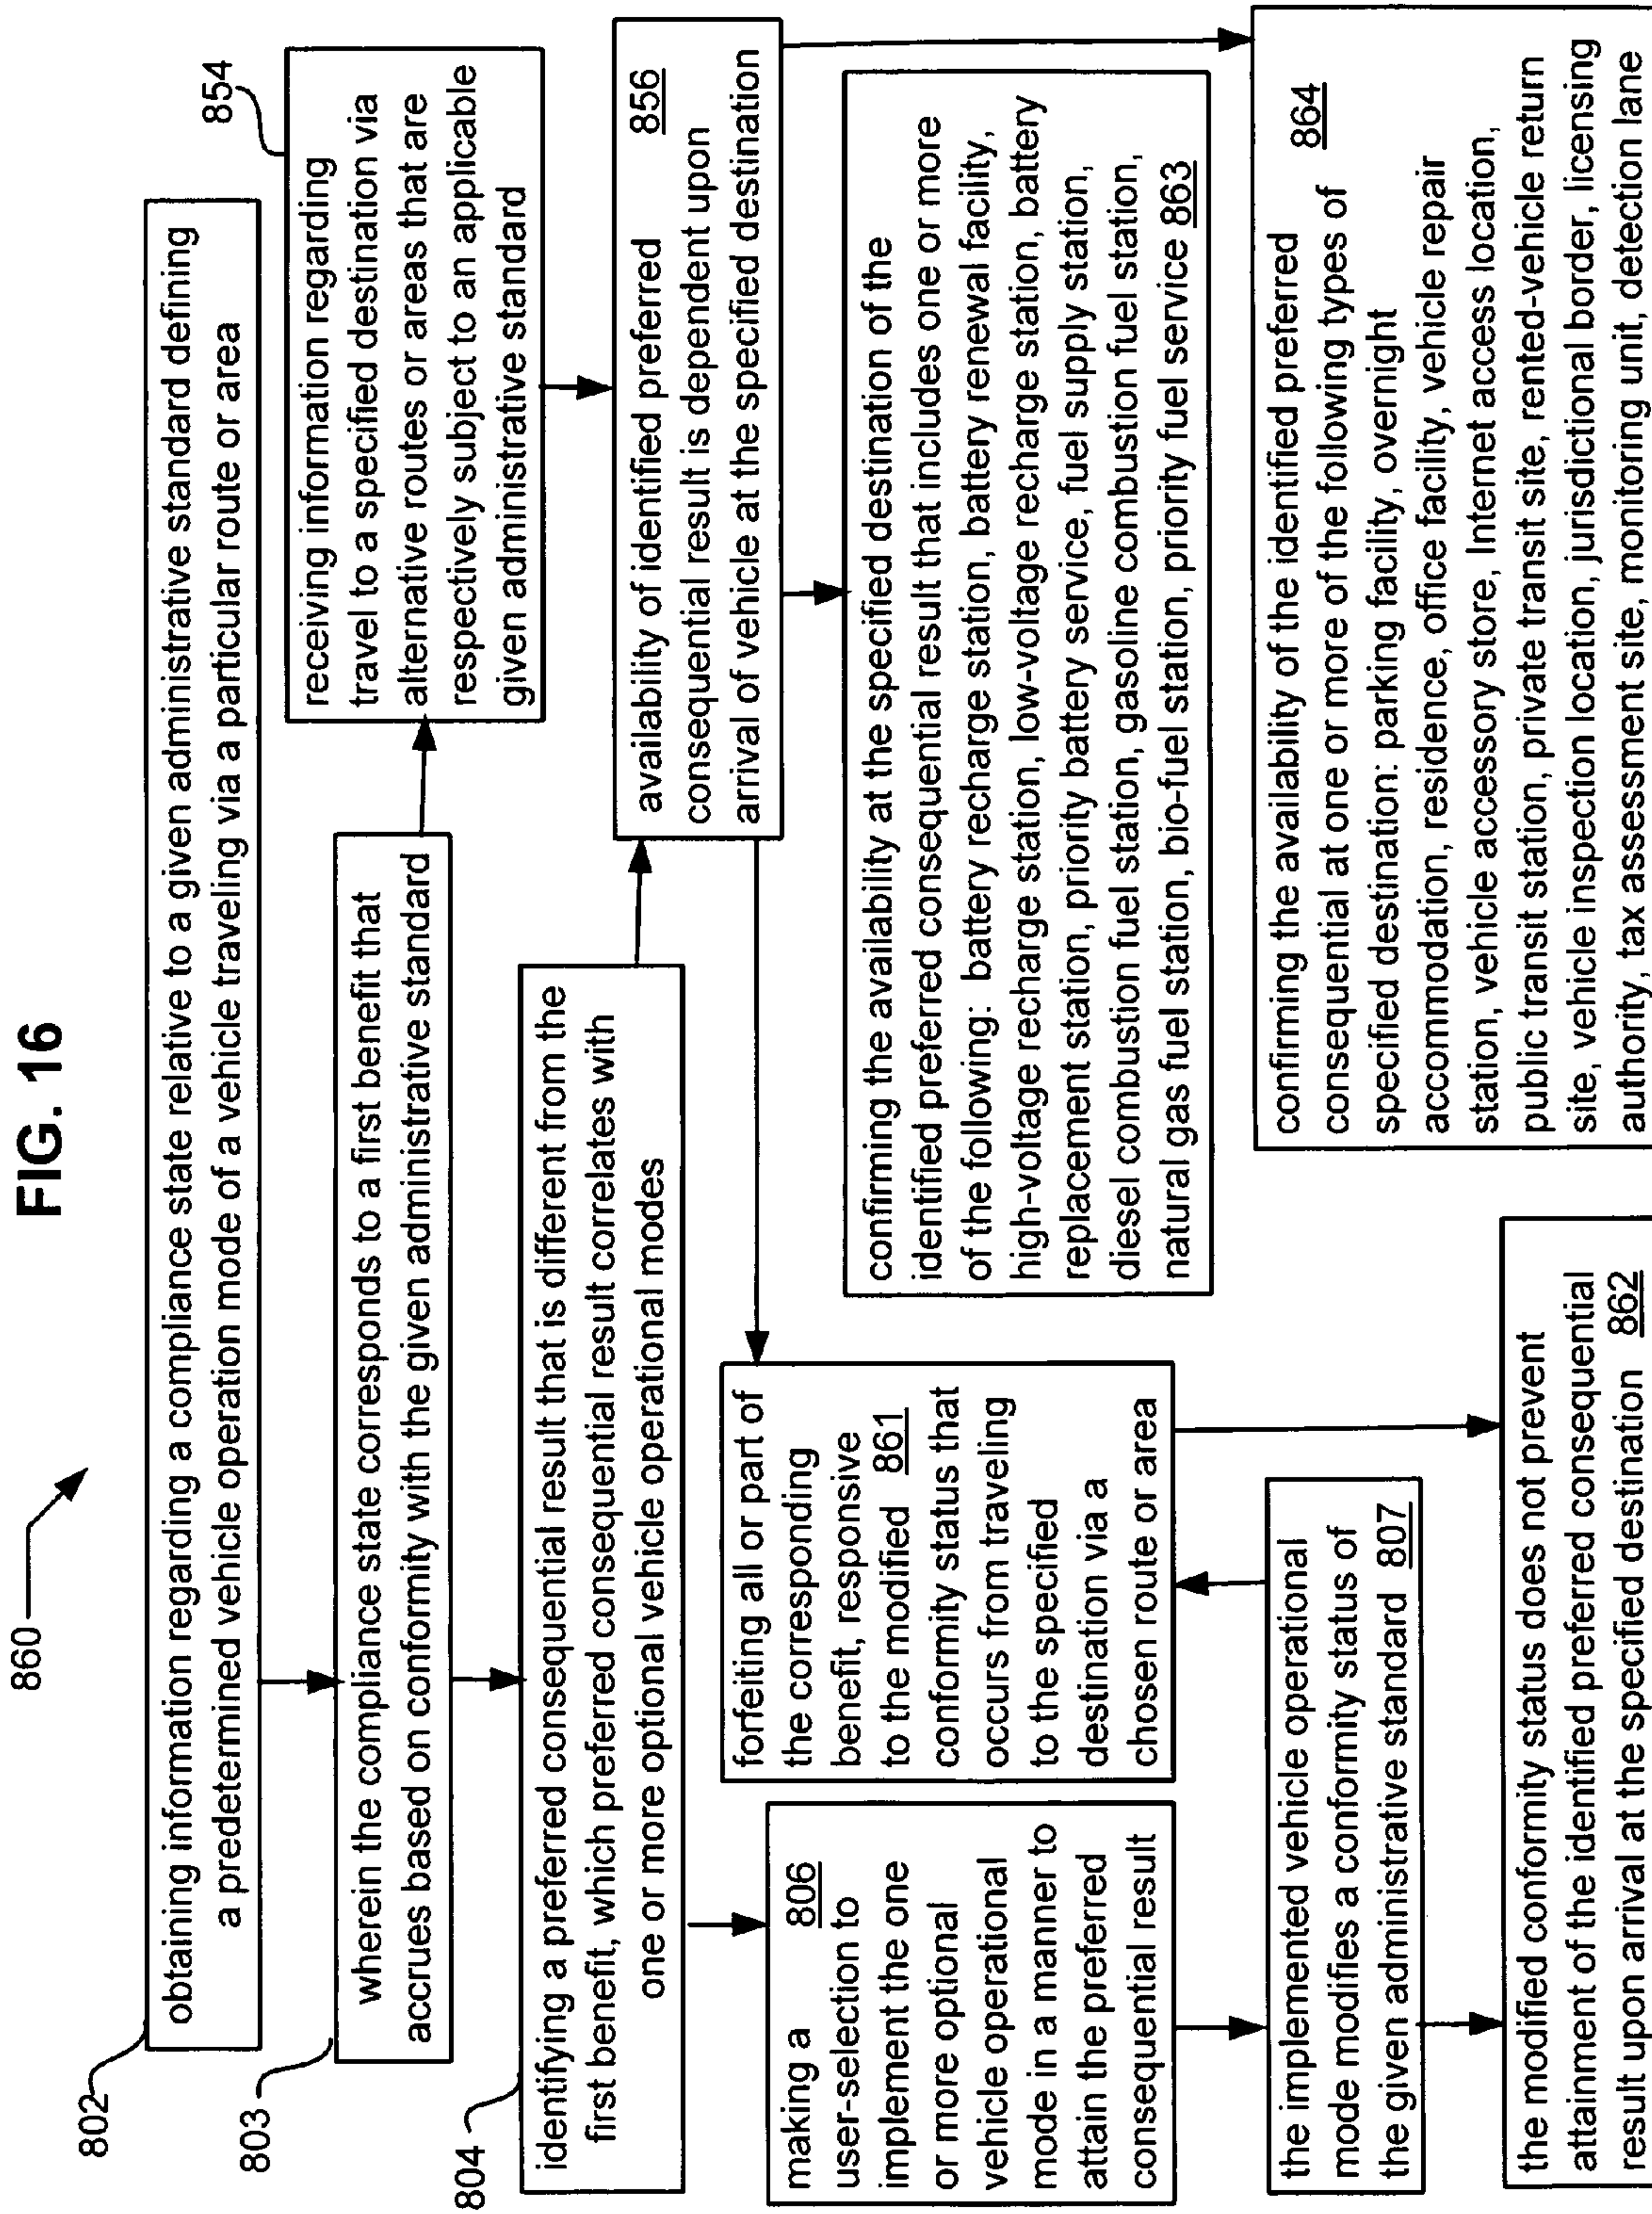 FIG. 16
860
802
obtaining information regarding a compliance state relative to a given administrative standard defining
a predetermined vehicle operation mode of a vehicle traveling via a particular route or area
803
wherein the compliance state corresponds to a first benefit that
accrues based on conformity with the given administrative standard
854
receiving information regarding
travel to a specified destination via
alternative routes or areas that are
respectively subject to an applicable
given administrative standard
804
identifying a preferred consequential result that is different from the
first benefit, which preferred consequential result correlates with
one or more optional vehicle operational modes
availability of identified preferred 856
consequential result is dependent upon
arrival of vehicle at the specified destination
making a 806
user-selection to
implement the one
or more optional
vehicle operational
mode in a manner to
attain the preferred
consequential result
forfeiting all or part of
the corresponding
benefit, responsive
to the modified 861
conformity status that
occurs from traveling
to the specified
destination via a
chosen route or area
confirming the availability at the specified destination of the
identified preferred consequential result that includes one or more
of the following: battery recharge station, battery renewal facility,
high-voltage recharge station, low-voltage recharge station, battery
replacement station, priority battery service, fuel supply station,
diesel combustion fuel station, gasoline combustion fuel station,
natural gas fuel station, bio-fuel station, priority fuel service 863
the implemented vehicle operational
mode modifies a conformity status of
the given administrative standard 807
the modified conformity status does not prevent
attainment of the identified preferred consequential
result upon arrival at the specified destination 862
confirming the availability of the identified preferred 864
consequential at one or more of the following types of
specified destination: parking facility, overnight
accommodation, residence, office facility, vehicle repair
station, vehicle accessory store, Internet access location,
public transit station, private transit site, rented-vehicle return
site, vehicle inspection location, jurisdictional border, licensing
authority, tax assessment site, monitoring unit, detection lane